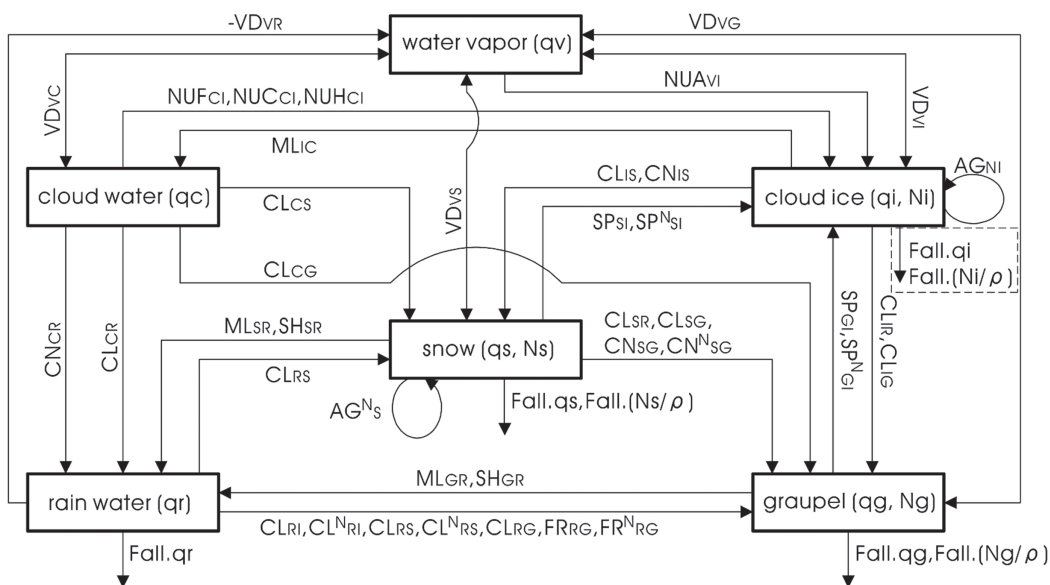 -VDVR
water vapor (qv)
VDVG
NUAVI
NUFCI,NUCCI,NUHCI
VDVC
VDVI
MLIC
cloud water (qc)
CLCS
VDVS
CLIS,CNIS
cloud ice (qi, Ni)
AGNI
SPSI,SPᴺSI
Fall.qi
Fall.(Ni/ρ)
CLCG
CNCR
CLCR
MLSR,SHSR
snow (qs, Ns)
CLSR,CLSG,
CNSG,CNᴺSG
SPGI,SPᴺGI
CLIR,CLIG
CLRS
AGᴺS
Fall.qs,Fall.(Ns/ρ)
rain water (qr)
MLGR,SHGR
graupel (qg, Ng)
CLRI,CLᴺRI,CLRS,CLᴺRS,CLRG,FRRG,FRᴺRG
Fall.qr
Fall.qg,Fall.(Ng/ρ)